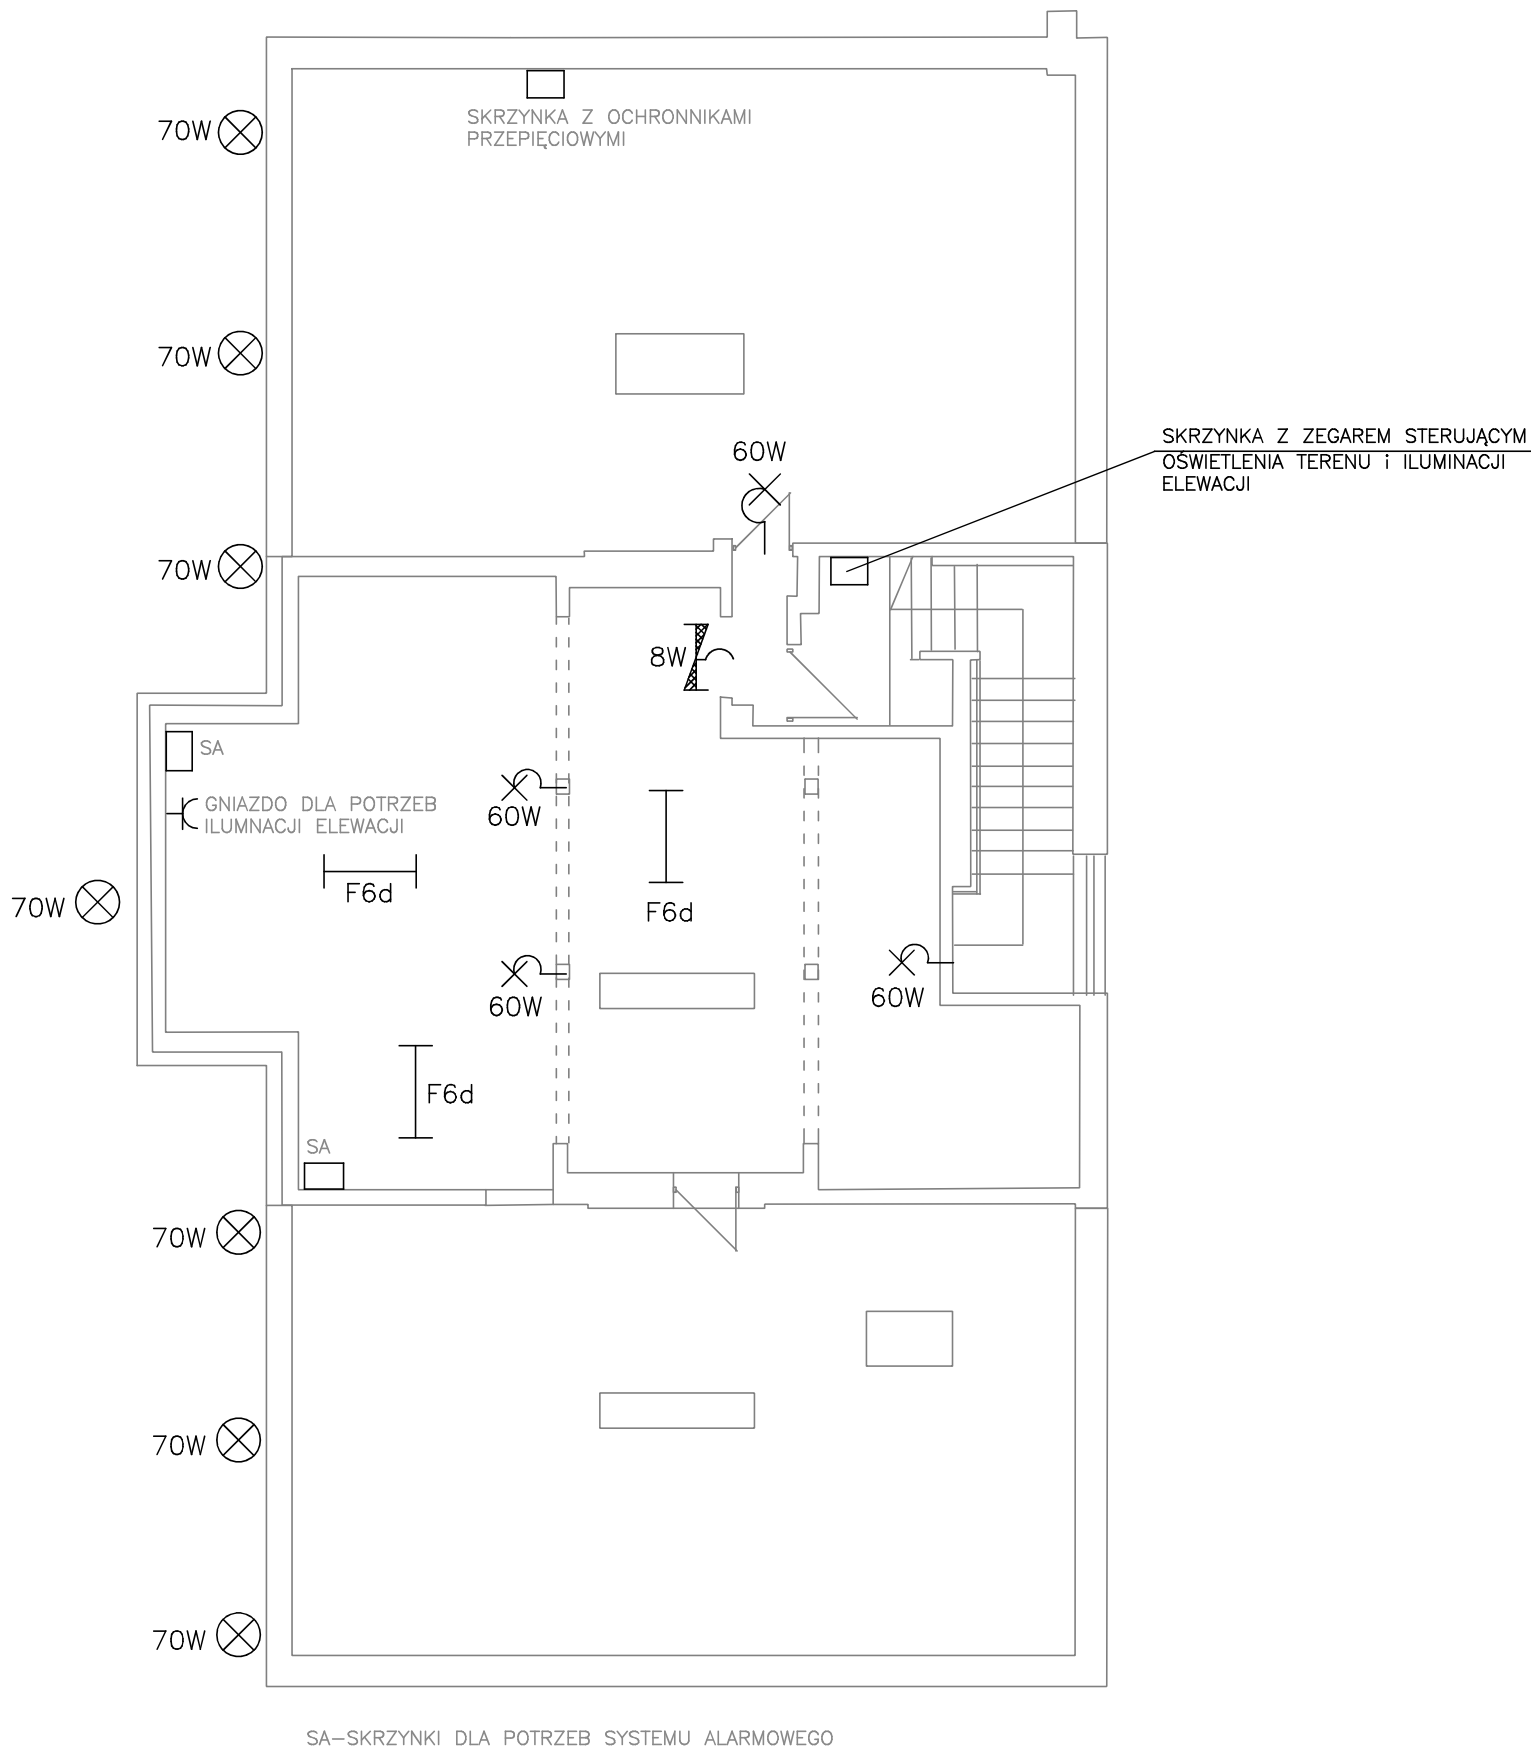 SKRZYNKA Z OCHRONNIKAMI
PRZEPIĘCIOWYMI
70W
70W
60W
SKRZYNKA Z ZEGAREM STERUJĄCYM
OŚWIETLENIA TERENU i ILUMINACJI
ELEWACJI
70W
8W
SA
GNIAZDO DLA POTRZEB
ILUMNACJI ELEWACJI
60W
F6d
F6d
70W
60W
60W
F6d
SA
70W
70W
70W
SA-SKRZYNKI DLA POTRZEB SYSTEMU ALARMOWEGO